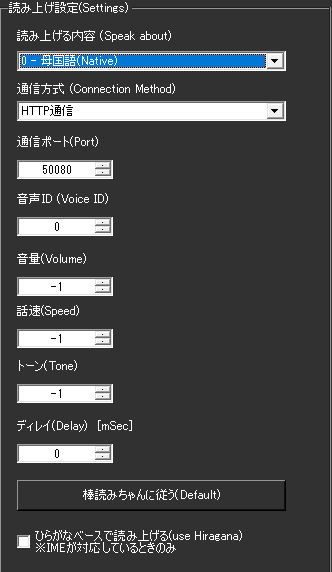 読み上げ設定(Settings)
読み上げる内容 (Speak about)
0 - 母国語(Native)
通信方式 (Connection Method)
HTTP通信
通信ポート(Port)
50080
音声ID (Voice ID)
0
音量(Volume)
-1
話速(Speed)
-1
トーン(Tone)
-1
ディレイ(Delay) [mSec]
0
棒読みちゃんに従う(Default)
ひらがなベースで読み上げる(use Hiragana)
※IMEが対応しているときのみ